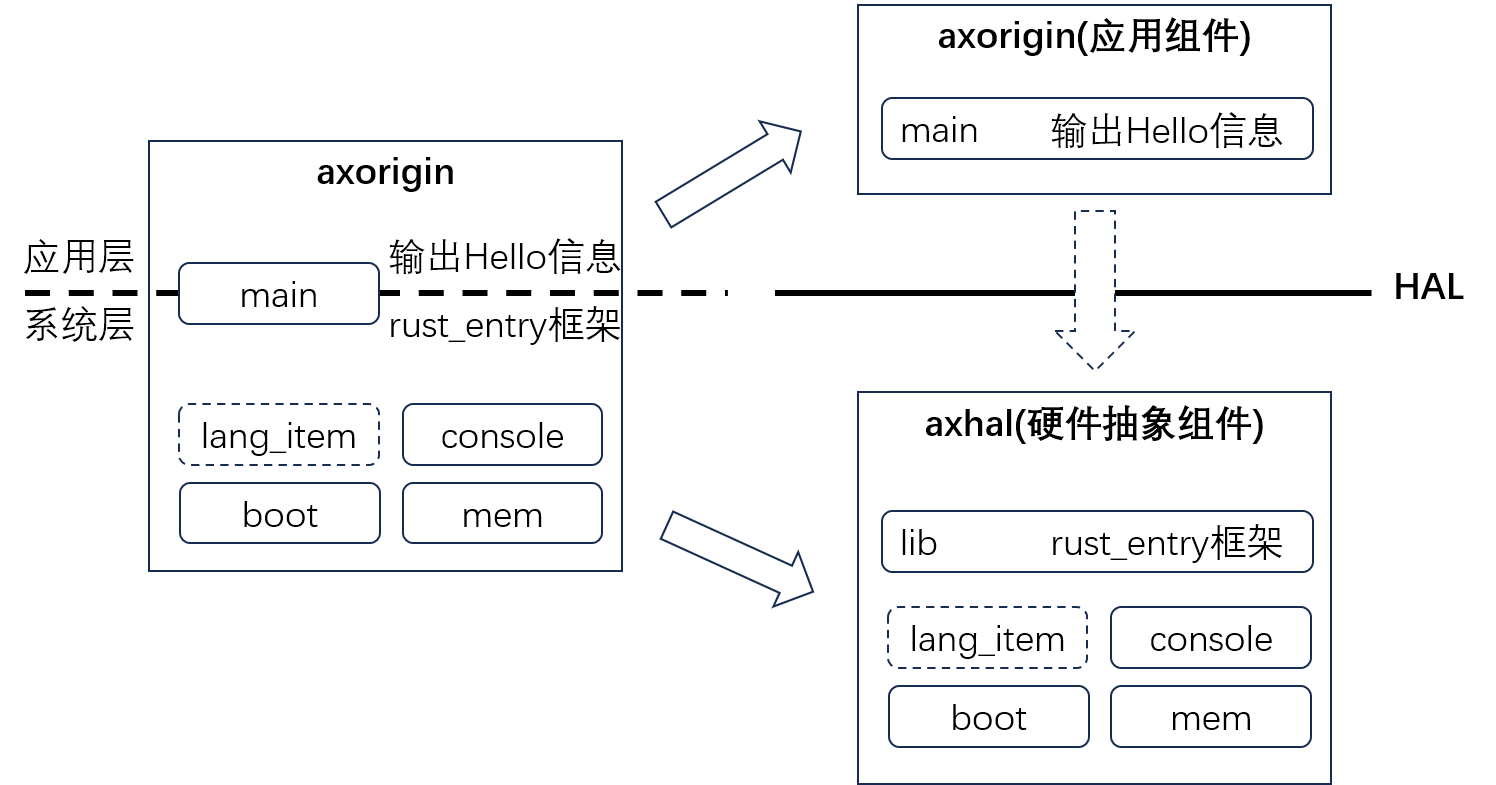 axorigin
应用层
输出Hello信息
main
系统层
rust_entry框架
lang_item
console
boot
mem
axorigin(应用组件)
main 输出Hello信息
HAL
axhal(硬件抽象组件)
lib rust_entry框架
lang_item
console
boot
mem